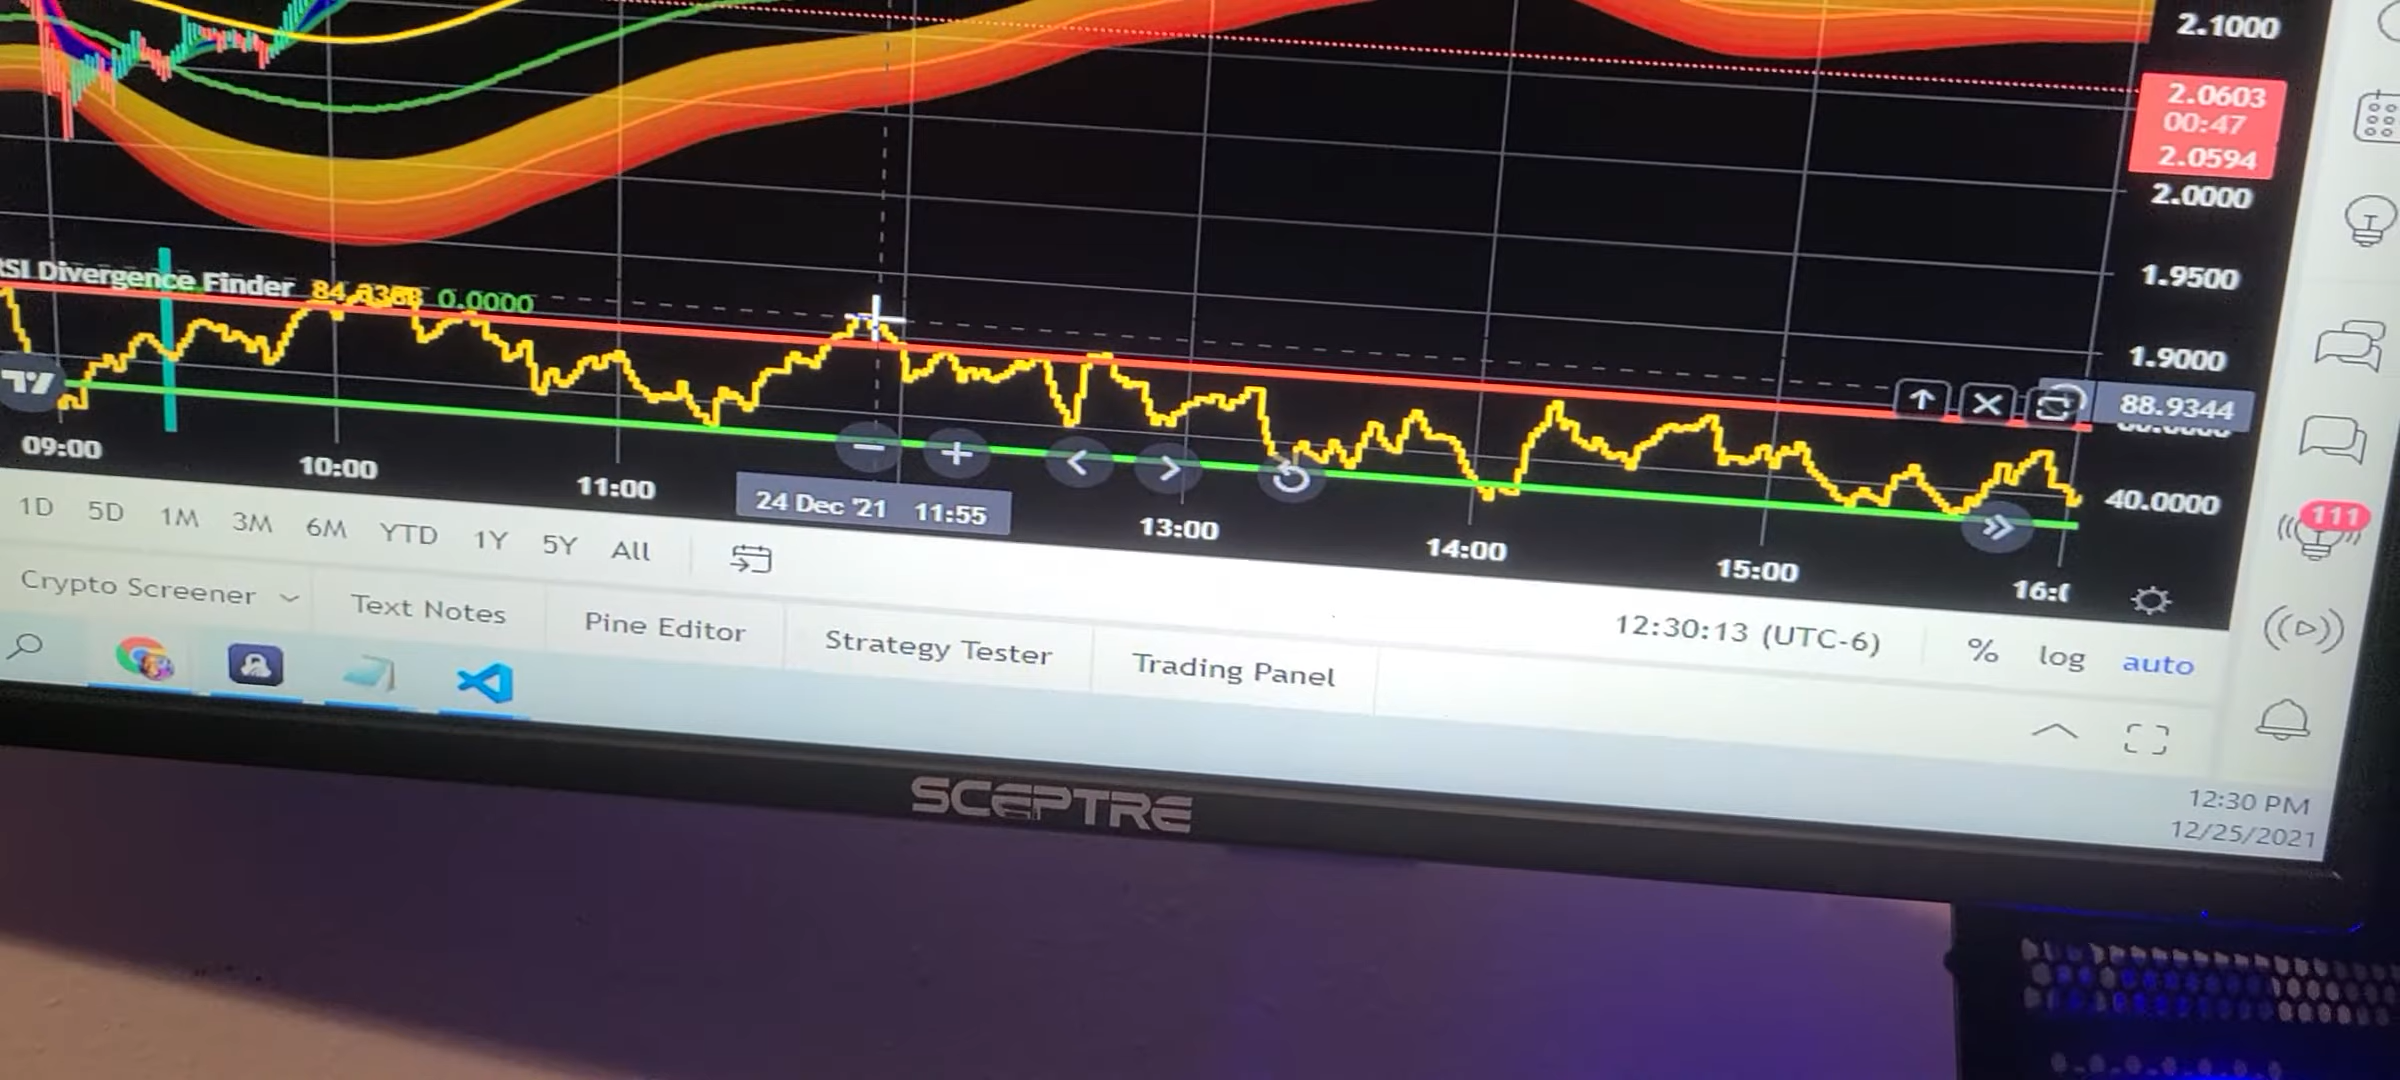 2.1000
2.0603
00:47
2.0594
2.0000
1.9500
1.9000
RSI Divergence Finder 0.0000
88.9344
40.0000
09:00 10:00 11:00 24 Dec '21 11:55 13:00 14:00 15:00
1D 5D 1M 3M 6M YTD 1Y 5Y All
12:30:13 (UTC-6) % log auto
111
Crypto Screener Text Notes Pine Editor Strategy Tester Trading Panel
12:30 PM
12/25/2021
SCEPTRE